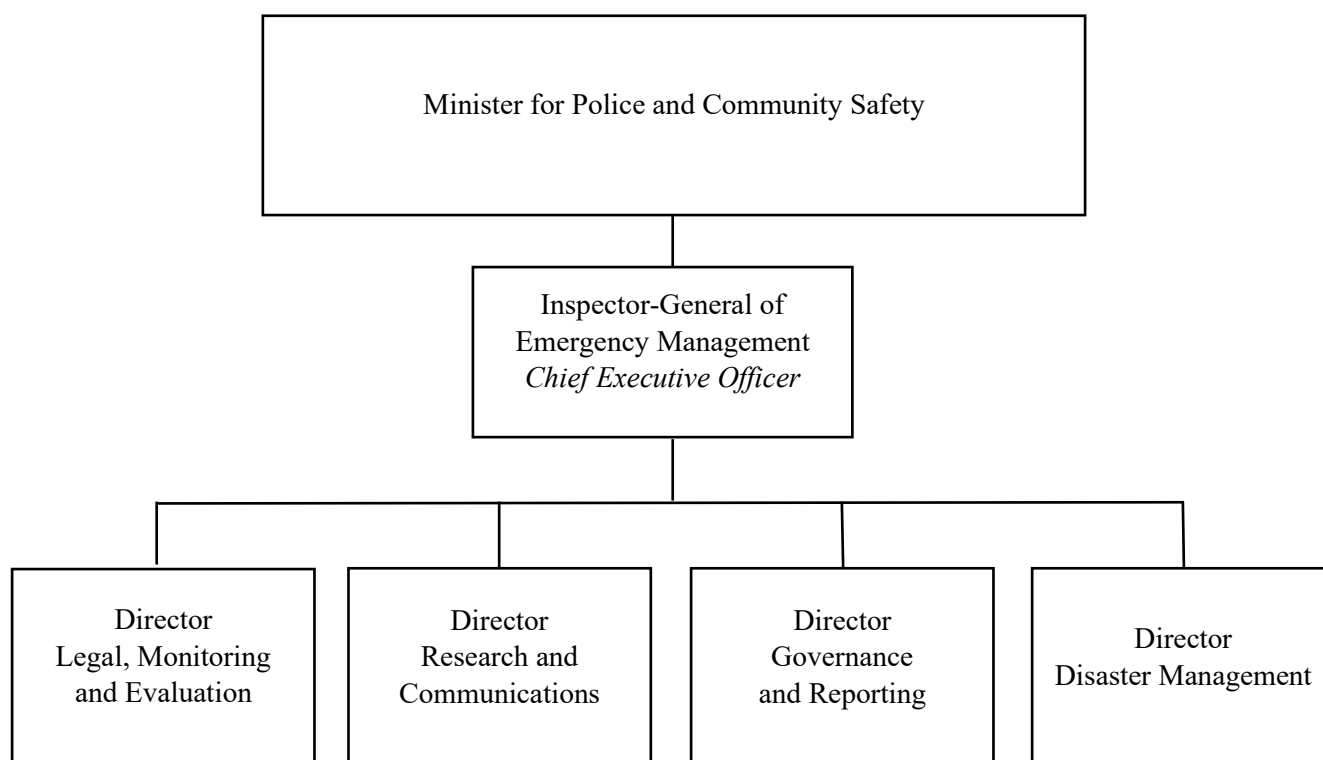 Minister for Police and Community Safety
Inspector-General of
Emergency Management
Chief Executive Officer
Director
Legal, Monitoring
and Evaluation
Director
Research and
Communications
Director
Governance
and Reporting
Director
Disaster Management